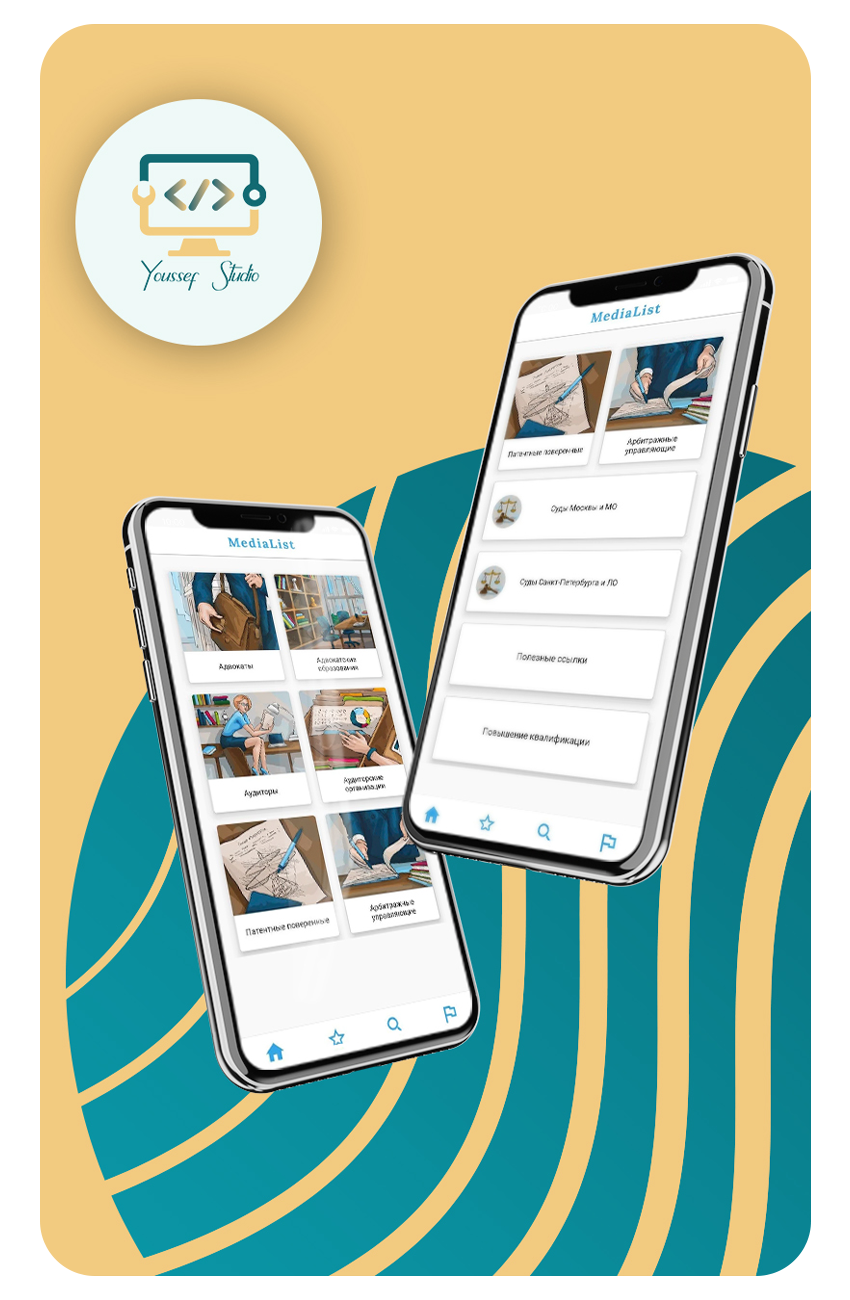 Youssef Studio
MediaList
Патентные поверенные
Арбитражные
управляющие
Суды Москвы и МО
Суды Санкт-Петербурга и ЛО
Полезные ссылки
Повышение квалификации
MediaList
Адвокаты
Адвокатские
образования
Аудиторы
Аудиторские
организации
Патентные поверенные
Арбитражные
управляющие